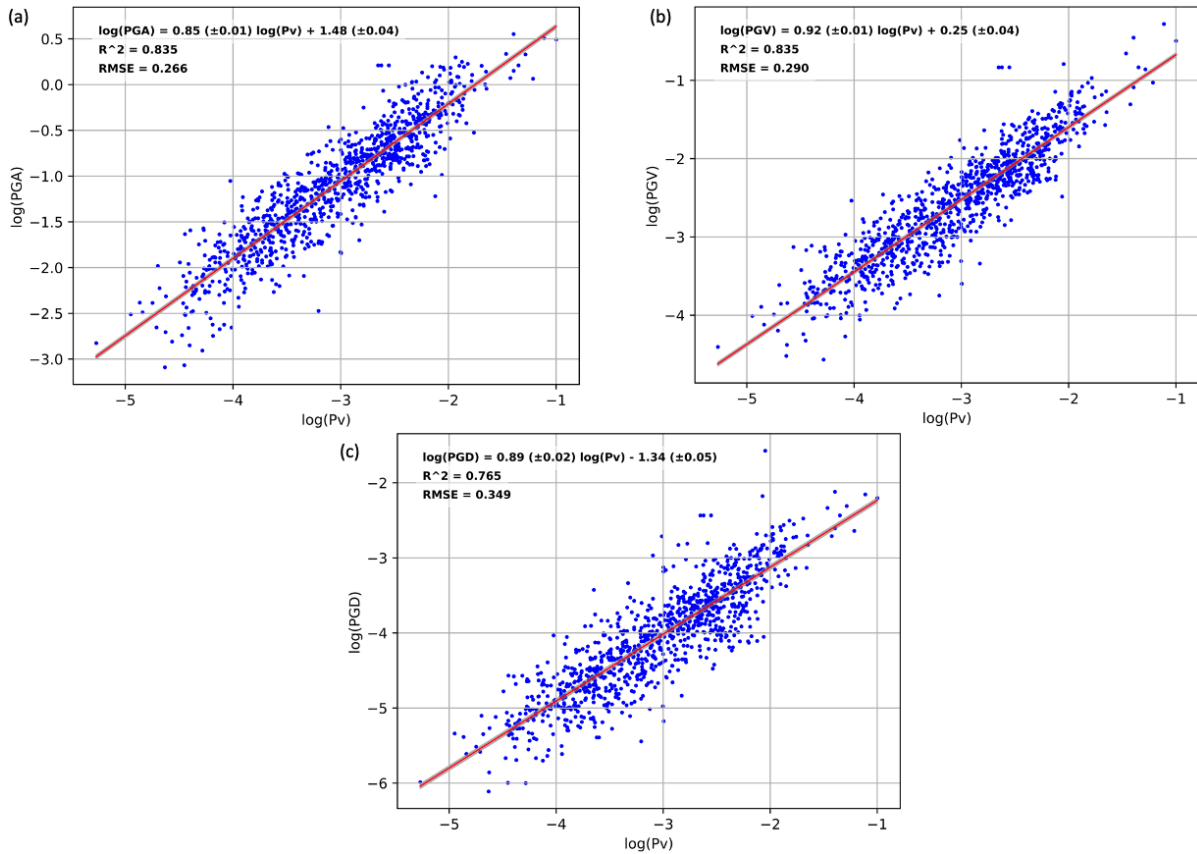 (a)
log(PGA) = 0.85 (±0.01) log(Pv) + 1.48 (±0.04)
R^2 = 0.835
RMSE = 0.266
0.5
0.0
−0.5
−1.0
−1.5
−2.0
−2.5
−3.0
log(PGA)
−5 −4 −3 −2 −1
log(Pv)
(b)
log(PGV) = 0.92 (±0.01) log(Pv) + 0.25 (±0.04)
R^2 = 0.835
RMSE = 0.290
−1
−2
−3
−4
log(PGV)
−5 −4 −3 −2 −1
log(Pv)
(c)
log(PGD) = 0.89 (±0.02) log(Pv) - 1.34 (±0.05)
R^2 = 0.765
RMSE = 0.349
−2
−3
−4
−5
−6
log(PGD)
−5 −4 −3 −2 −1
log(Pv)